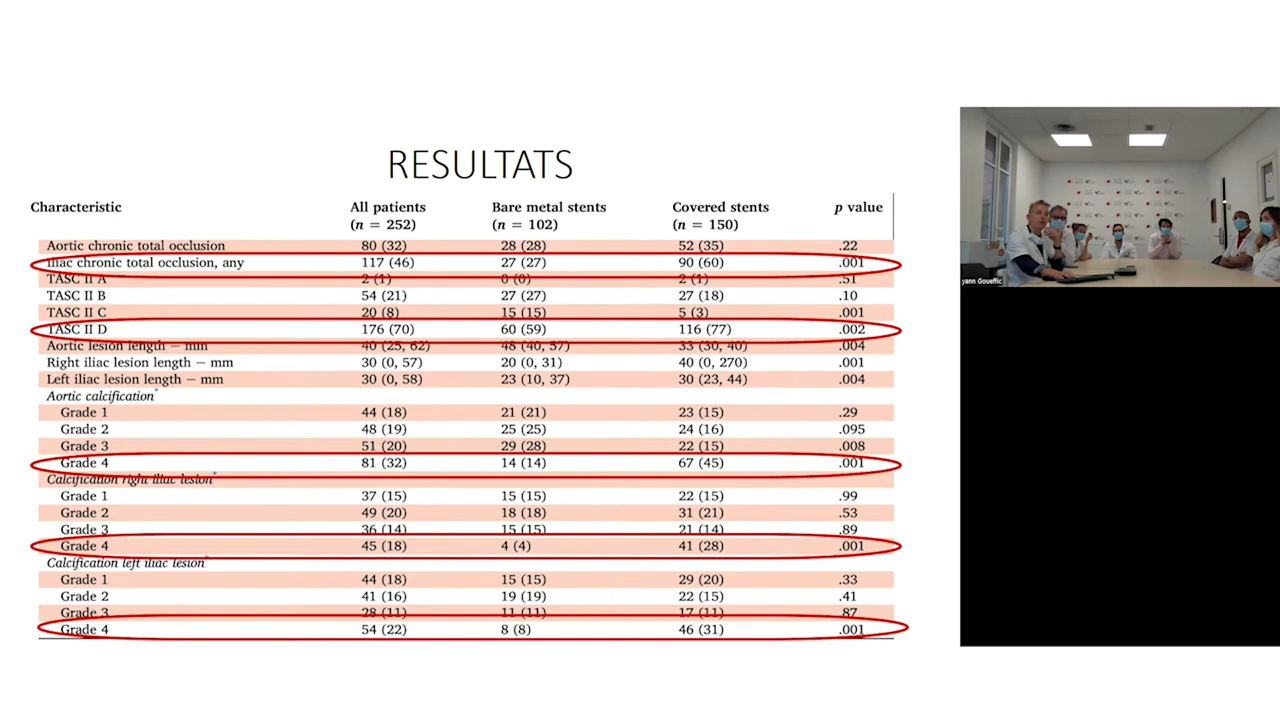 RESULTATS
Characteristic All patients (n = 252) Bare metal stents (n = 102) Covered stents (n = 150) p value
Aortic chronic total occlusion 80 (32) 28 (28) 52 (35) .22
Iliac chronic total occlusion, any 117 (46) 27 (27) 90 (60) .001
TASC II A 2 (1) 0 (0) 2 (1) .51
TASC II B 54 (21) 27 (27) 27 (18) .10
TASC II C 20 (8) 15 (15) 5 (3) .001
TASC II D 176 (70) 60 (59) 116 (77) .002
Aortic lesion length – mm 40 (25, 62) 48 (40, 57) 33 (30, 40) .004
Right iliac lesion length – mm 30 (0, 57) 20 (0, 31) 40 (0, 270) .001
Left iliac lesion length – mm 30 (0, 58) 23 (10, 37) 30 (23, 44) .004
Aortic calcification*
Grade 1 44 (18) 21 (21) 23 (15) .29
Grade 2 48 (19) 25 (25) 24 (16) .095
Grade 3 51 (20) 29 (28) 22 (15) .008
Grade 4 81 (32) 14 (14) 67 (45) .001
Calcification right iliac lesion*
Grade 1 37 (15) 15 (15) 22 (15) .99
Grade 2 49 (20) 18 (18) 31 (21) .53
Grade 3 36 (14) 15 (15) 21 (14) .89
Grade 4 45 (18) 4 (4) 41 (28) .001
Calcification left iliac lesion*
Grade 1 44 (18) 15 (15) 29 (20) .33
Grade 2 41 (16) 19 (19) 22 (15) .41
Grade 3 28 (11) 11 (11) 17 (11) .87
Grade 4 54 (22) 8 (8) 46 (31) .001
yann Goueffic